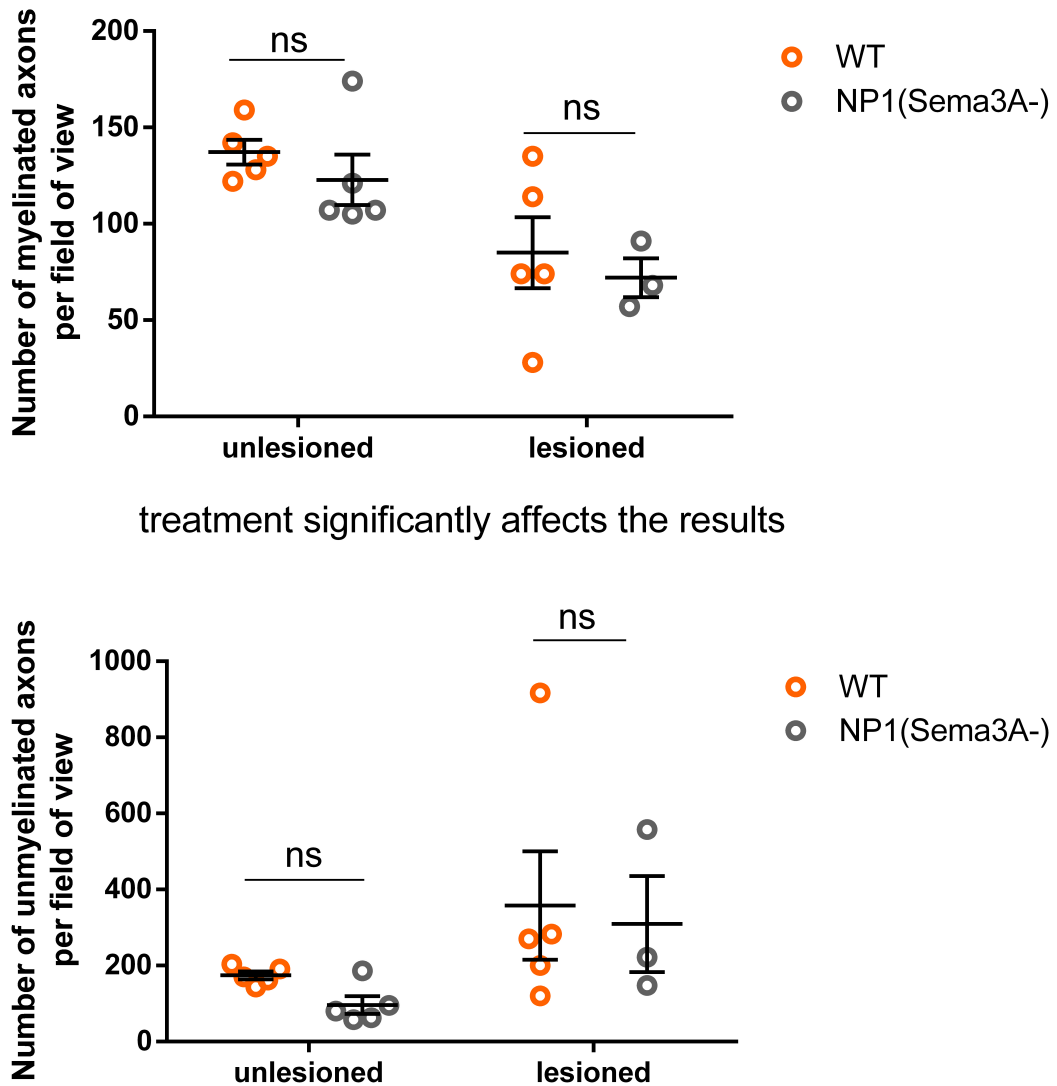 Number of myelinated axons
per field of view
200
150
100
50
0
ns
ns
unlesioned
lesioned
WT
NP1(Sema3A-)
treatment significantly affects the results
Number of unmyelinated axons
per field of view
1000
800
600
400
200
0
ns
ns
unlesioned
lesioned
WT
NP1(Sema3A-)